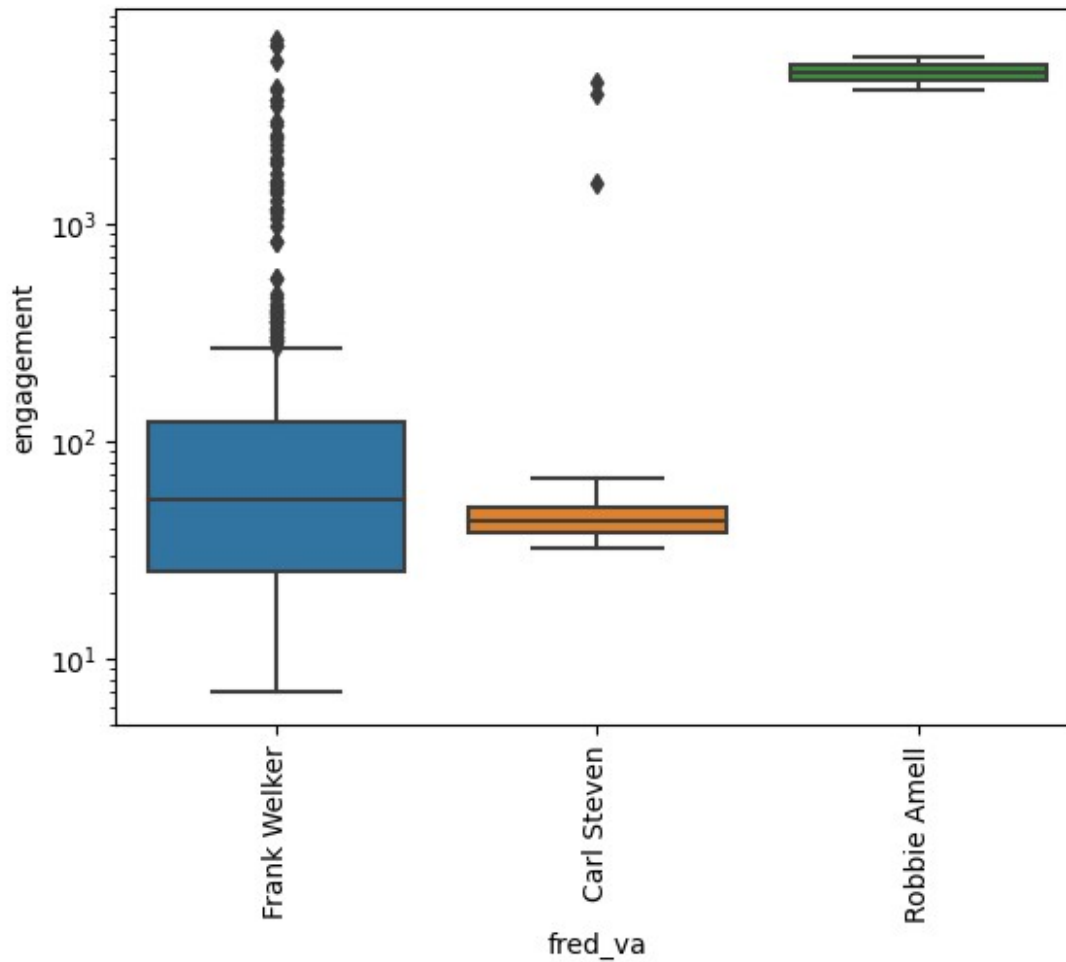 engagement
10³
10²
10¹
Frank Welker
Carl Steven
Robbie Amell
fred_va